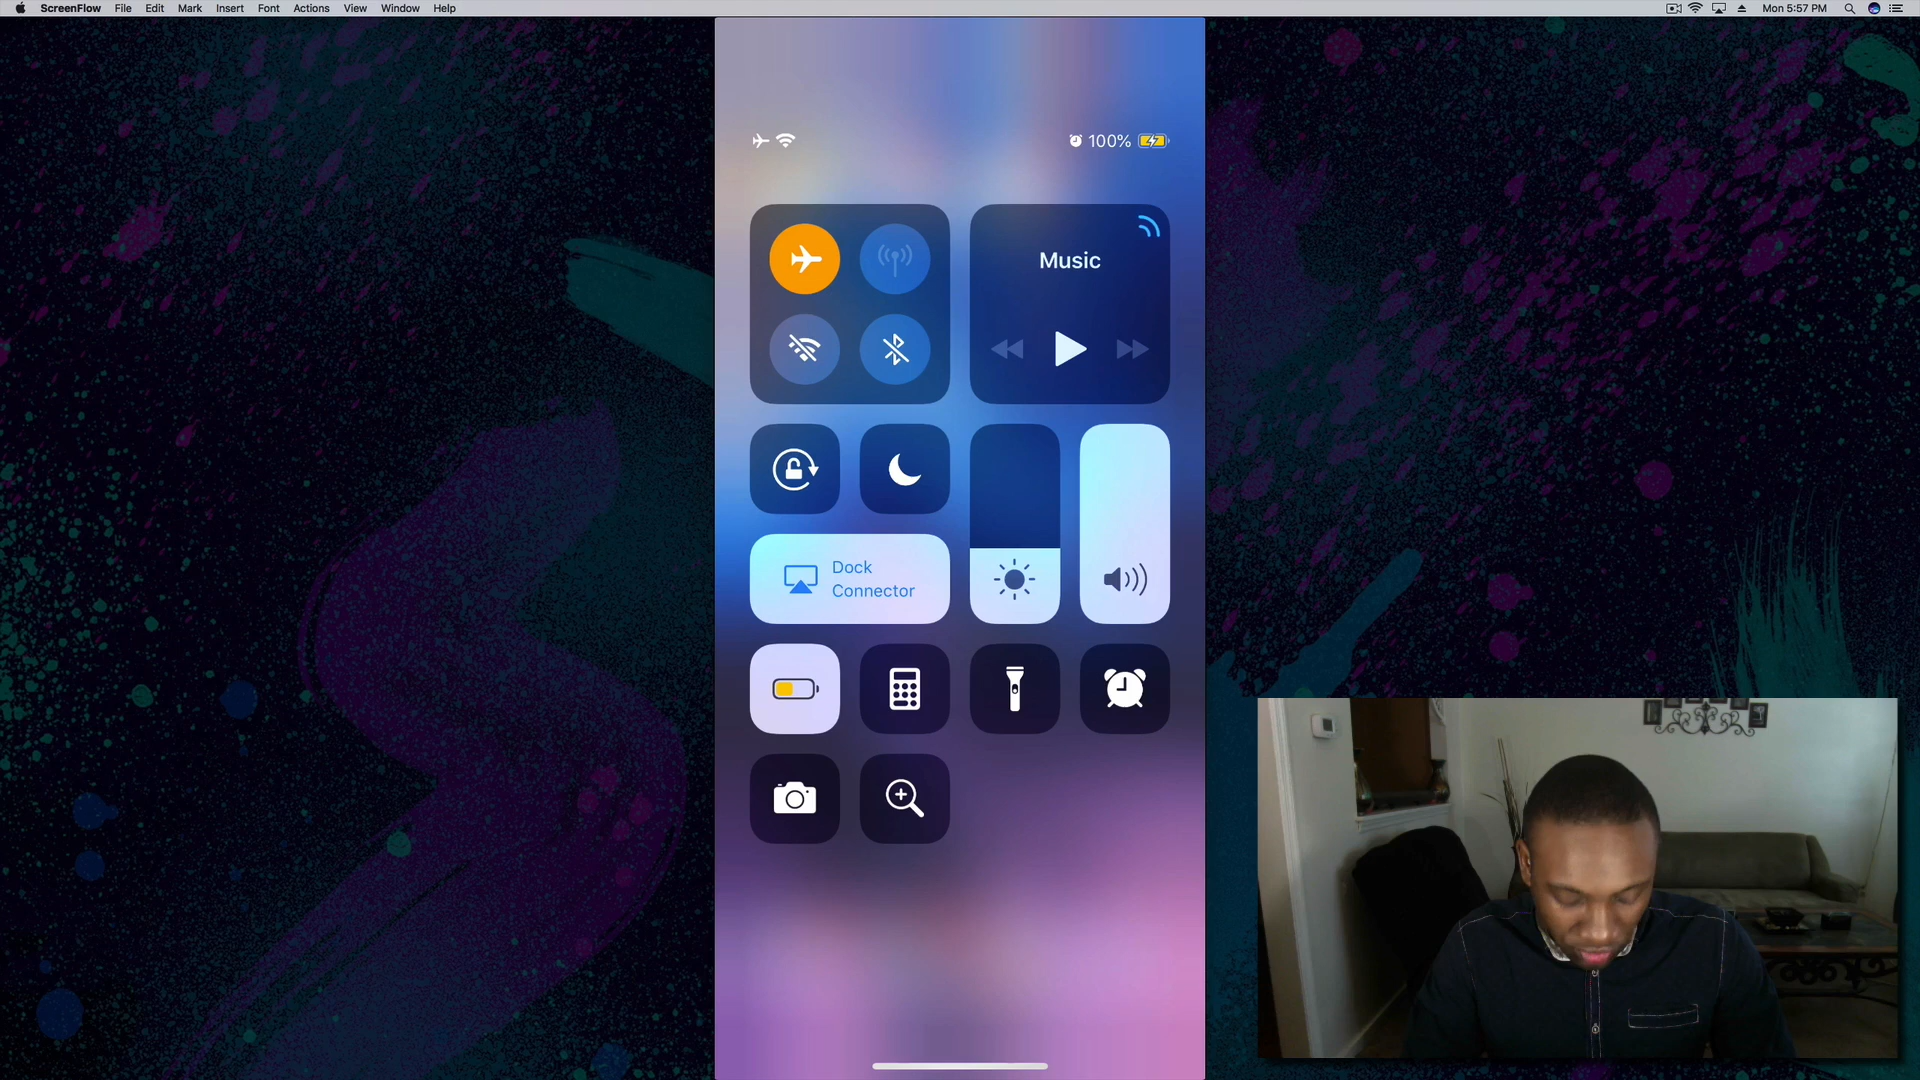 ScreenFlow File Edit Mark Insert Font Actions View Window Help Mon 5:57 PM
100%
Music
Dock
Connector